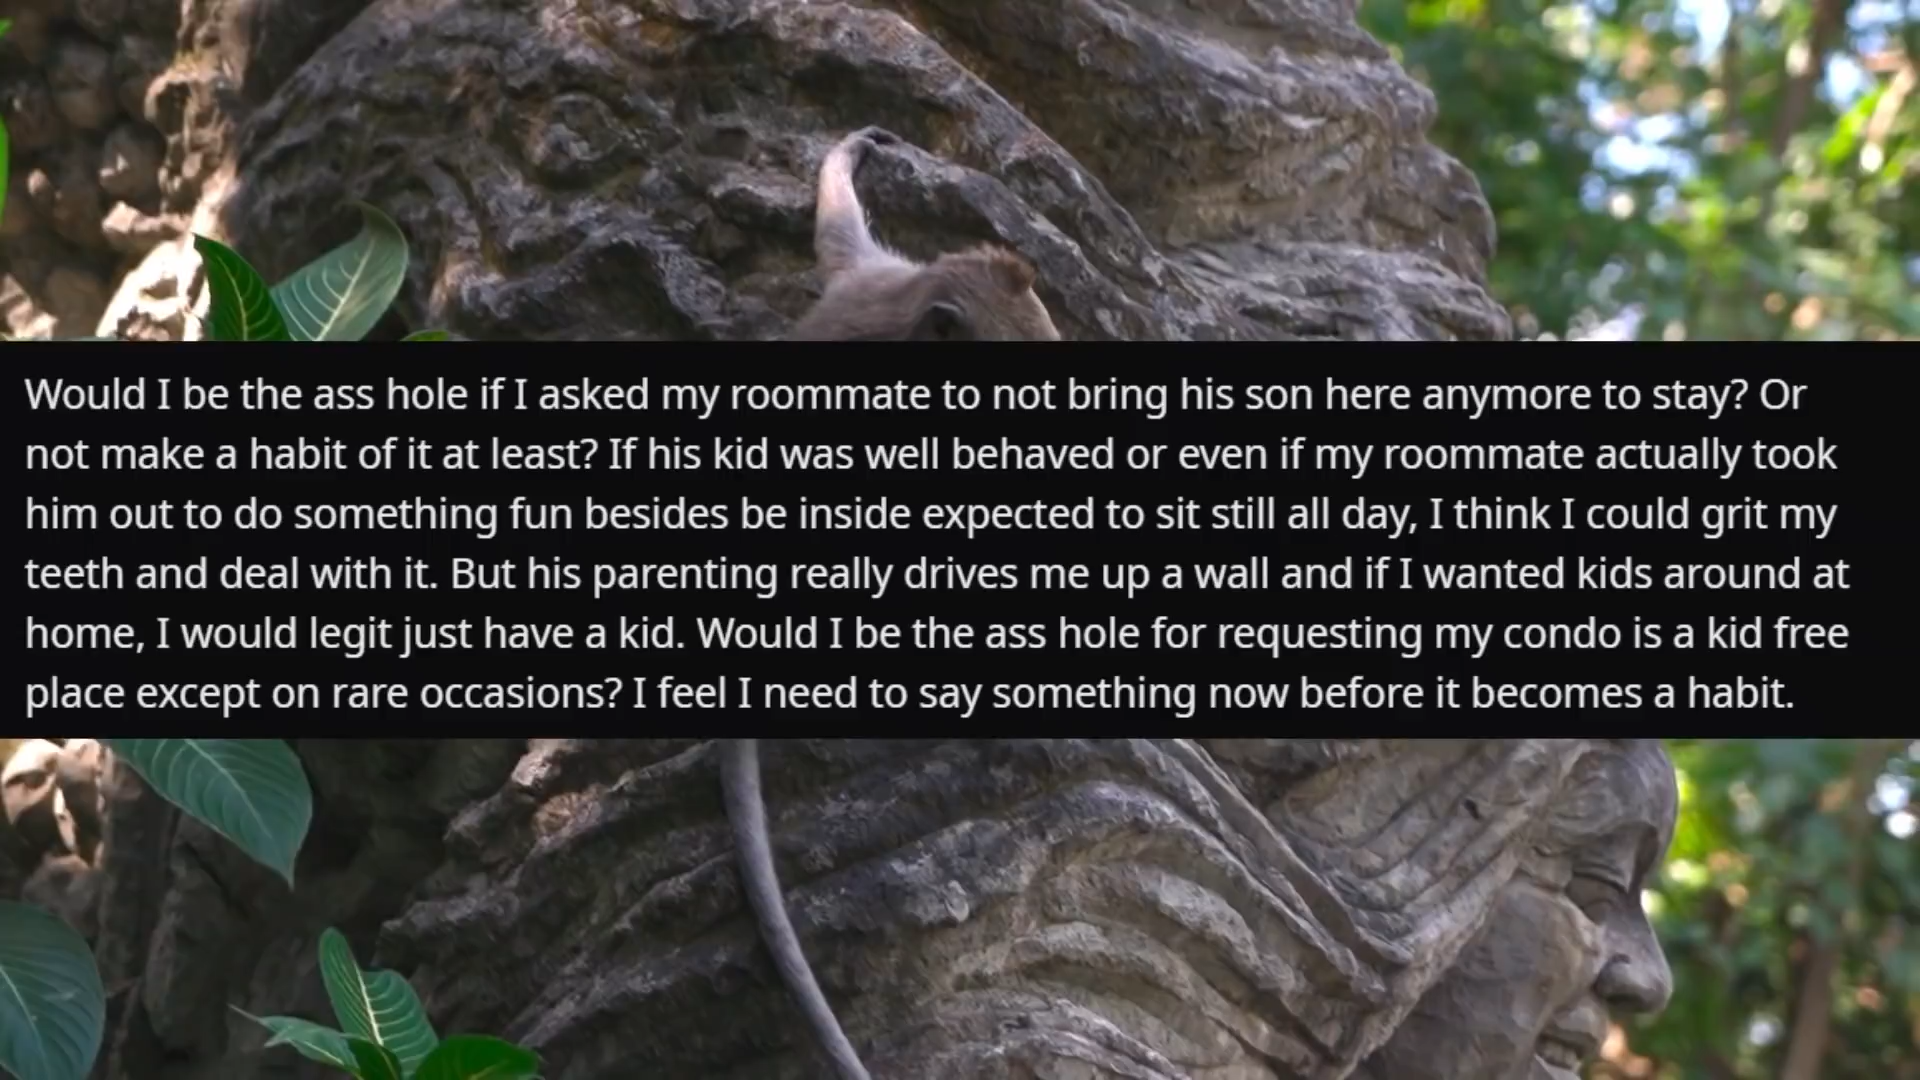 Would I be the ass hole if I asked my roommate to not bring his son here anymore to stay? Or
not make a habit of it at least? If his kid was well behaved or even if my roommate actually took
him out to do something fun besides be inside expected to sit still all day, I think I could grit my
teeth and deal with it. But his parenting really drives me up a wall and if I wanted kids around at
home, I would legit just have a kid. Would I be the ass hole for requesting my condo is a kid free
place except on rare occasions? I feel I need to say something now before it becomes a habit.